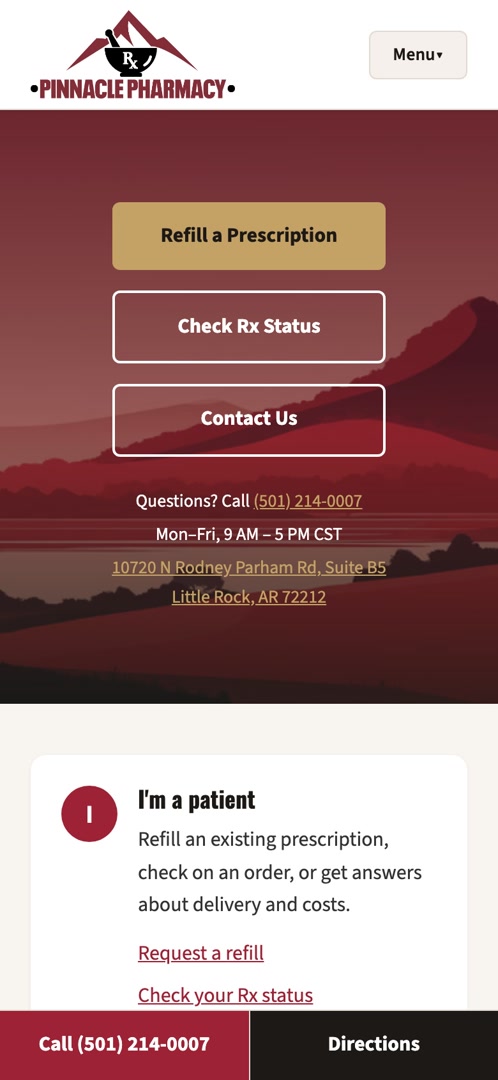 Rx
PINNACLE PHARMACY
Menu▾
Refill a Prescription
Check Rx Status
Contact Us
Questions? Call (501) 214-0007
Mon–Fri, 9 AM – 5 PM CST
10720 N Rodney Parham Rd, Suite B5
Little Rock, AR 72212
I
I'm a patient
Refill an existing prescription,
check on an order, or get answers
about delivery and costs.
Request a refill
Check your Rx status
Call (501) 214-0007
Directions